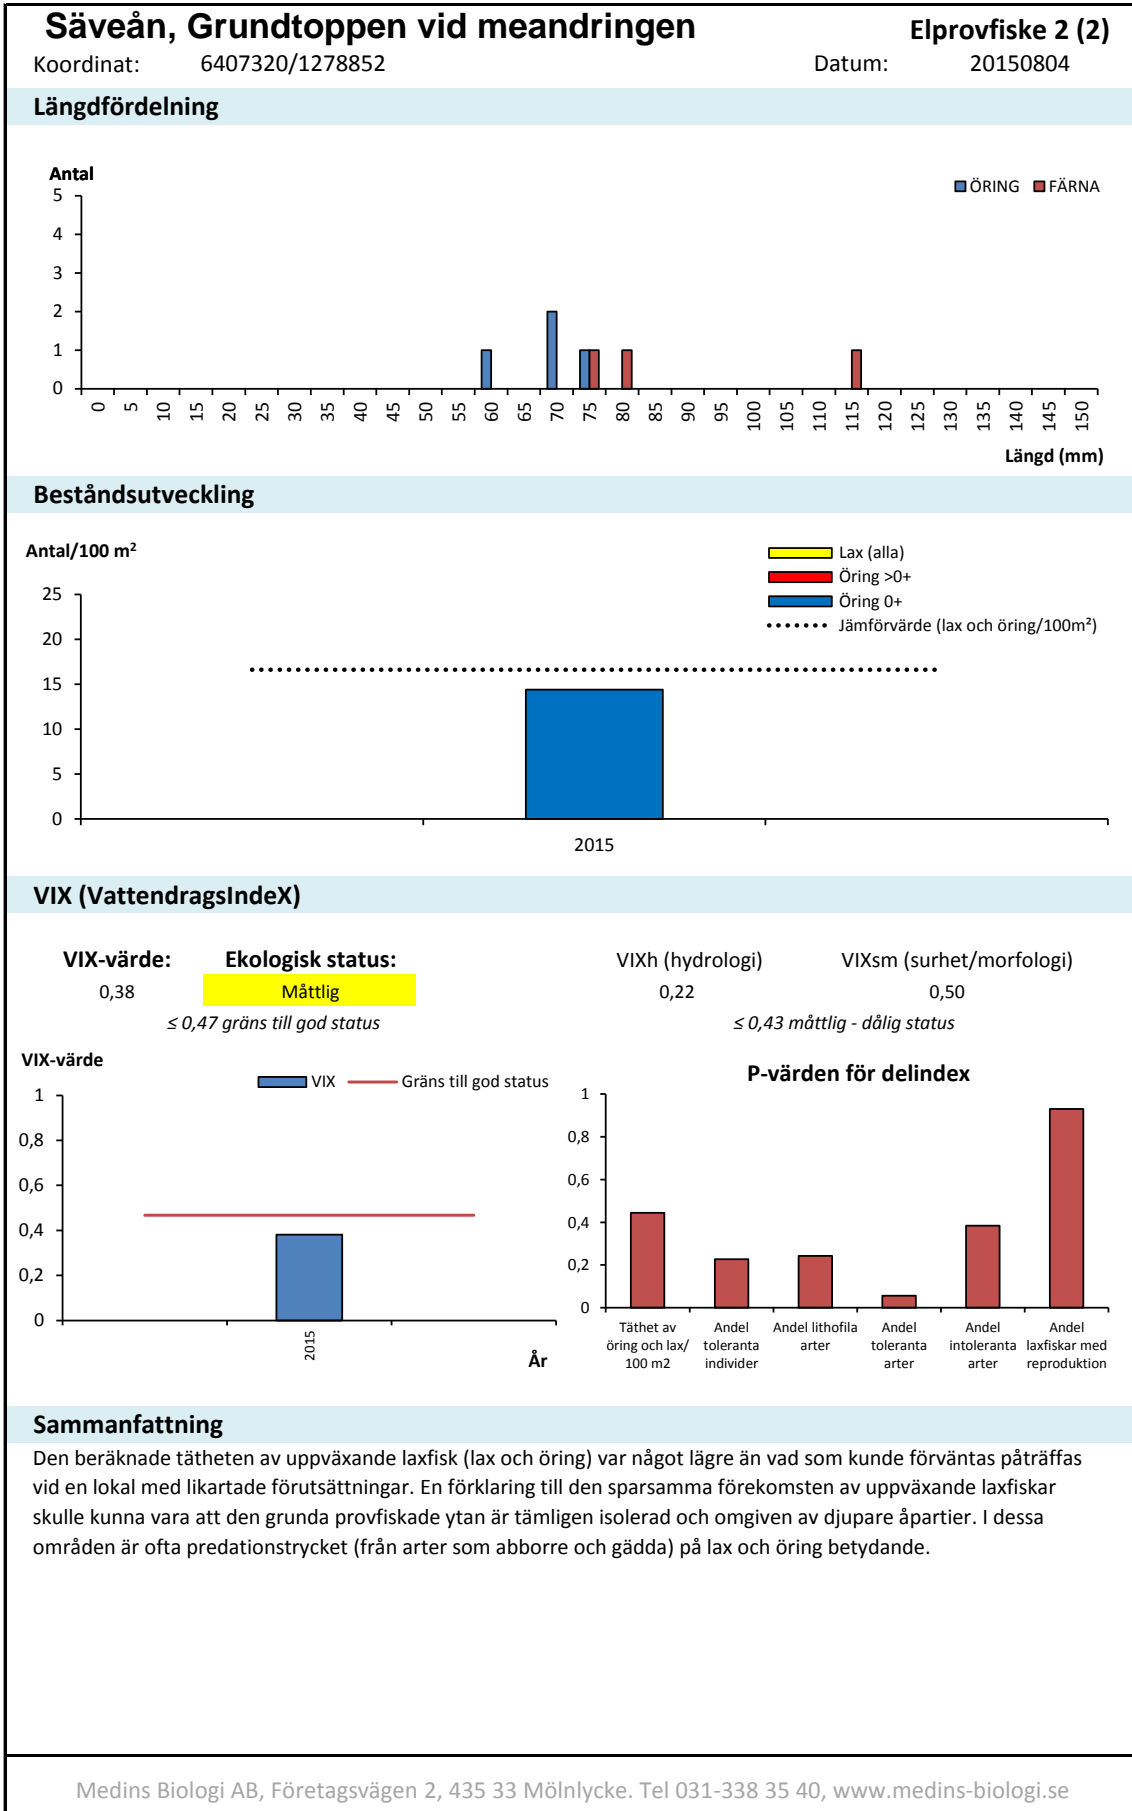 Säveån, Grundtoppen vid meandringen Elprovfiske 2 (2)
Koordinat: 6407320/1278852 Datum: 20150804
Längdfördelning
Antal
ÖRING FÄRNA
5
4
3
2
1
0
0 5 10 15 20 25 30 35 40 45 50 55 60 65 70 75 80 85 90 95 100 105 110 115 120 125 130 135 140 145 150
Längd (mm)
Beståndsutveckling
Antal/100 m²
Lax (alla)
Öring >0+
Öring 0+
Jämförvärde (lax och öring/100m²)
25
20
15
10
5
0
2015
VIX (VattendragsIndeX)
VIX-värde: Ekologisk status: VIXh (hydrologi) VIXsm (surhet/morfologi)
0,38 Måttlig 0,22 0,50
≤ 0,47 gräns till god status ≤ 0,43 måttlig - dålig status
VIX-värde
VIX Gräns till god status
1
0,8
0,6
0,4
0,2
0
2015
År
P-värden för delindex
1
0,8
0,6
0,4
0,2
0
Täthet av Andel Andel lithofila Andel Andel Andel
öring och lax/ toleranta arter toleranta intoleranta laxfiskar med
100 m2 individer arter arter reproduktion
Sammanfattning
Den beräknade tätheten av uppväxande laxfisk (lax och öring) var något lägre än vad som kunde förväntas påträffas
vid en lokal med likartade förutsättningar. En förklaring till den sparsamma förekomsten av uppväxande laxfiskar
skulle kunna vara att den grunda provfiskade ytan är tämligen isolerad och omgiven av djupare åpartier. I dessa
områden är ofta predationstrycket (från arter som abborre och gädda) på lax och öring betydande.
Medins Biologi AB, Företagsvägen 2, 435 33 Mölnlycke. Tel 031-338 35 40, www.medins-biologi.se